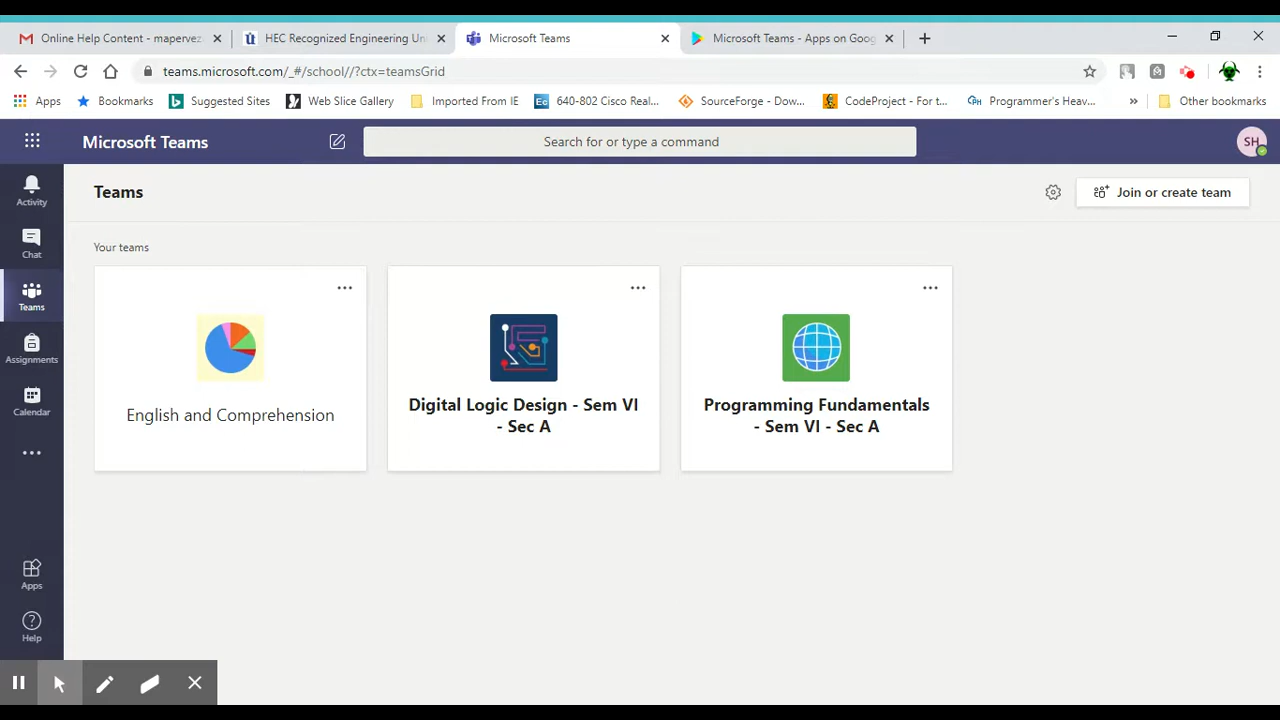 Online Help Content - mapervez
HEC Recognized Engineering Un
Microsoft Teams
Microsoft Teams - Apps on Goog
teams.microsoft.com/_#/school//?ctx=teamsGrid
Apps
Bookmarks
Suggested Sites
Web Slice Gallery
Imported From IE
640-802 Cisco Real...
SourceForge - Dow...
CodeProject - For t...
Programmer's Heav...
Other bookmarks
Microsoft Teams
Search for or type a command
SH
Activity
Chat
Teams
Assignments
Calendar
Apps
Help
Teams
Join or create team
Your teams
English and Comprehension
Digital Logic Design - Sem VI
- Sec A
Programming Fundamentals
- Sem VI - Sec A